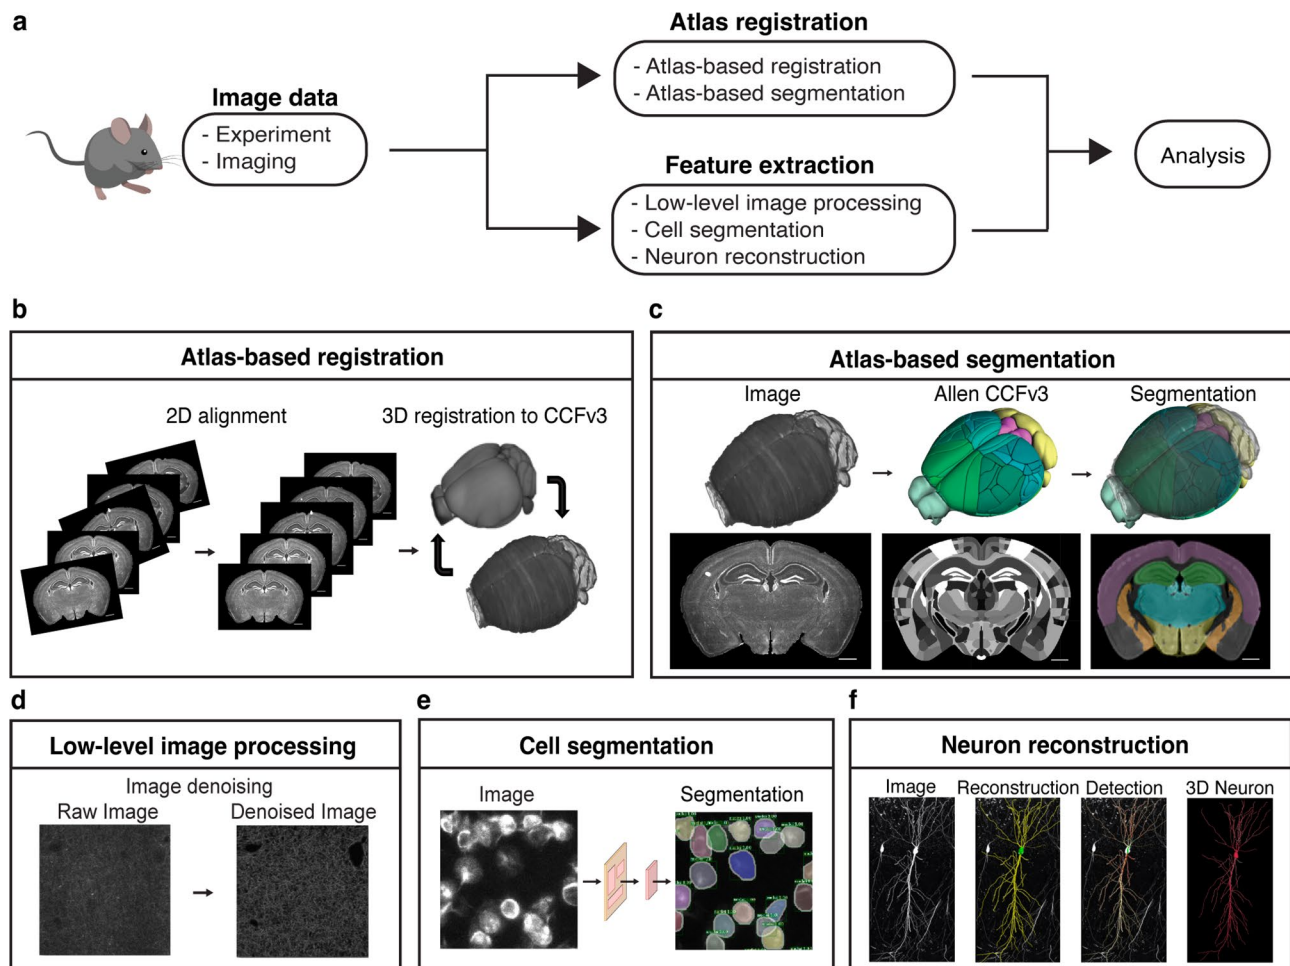 a
Atlas registration
- Atlas-based registration
- Atlas-based segmentation
Image data
- Experiment
- Imaging
Analysis
Feature extraction
- Low-level image processing
- Cell segmentation
- Neuron reconstruction
b
Atlas-based registration
2D alignment
3D registration to CCFv3
c
Atlas-based segmentation
Image
Allen CCFv3
Segmentation
d
Low-level image processing
Image denoising
Raw Image
Denoised Image
e
Cell segmentation
Image
Segmentation
f
Neuron reconstruction
Image
Reconstruction
Detection
3D Neuron